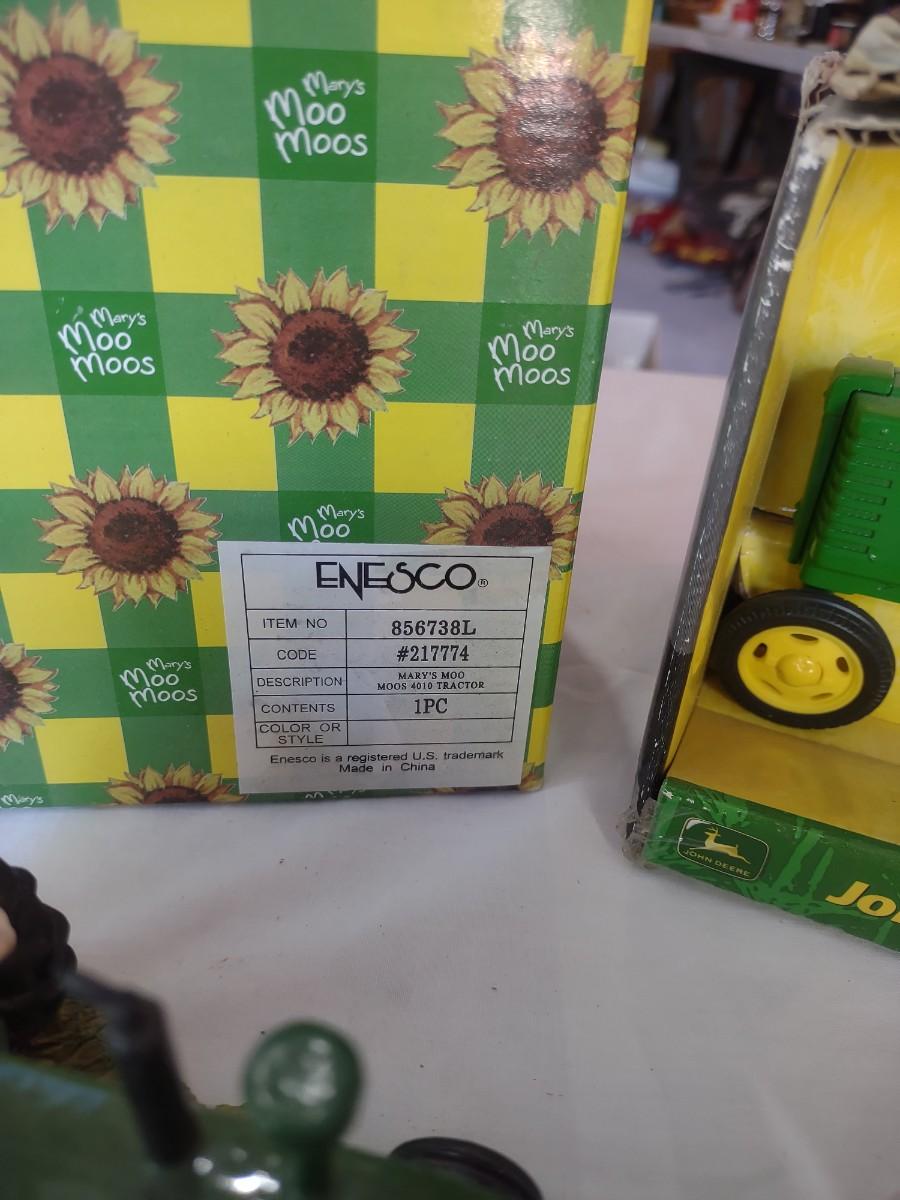 Mary's
Moo
Moos
Mary's
Moo
Moos
Mary's
Moo
Moos
Mary's
Moo
Mary's
Moo
Moos
Mary's
ENESCO®
ITEM NO 856738L
CODE #217774
DESCRIPTION MARY'S MOO
MOOS 4010 TRACTOR
CONTENTS 1PC
COLOR OR
STYLE
Enesco is a registered U.S. trademark
Made in China
JOHN DEERE